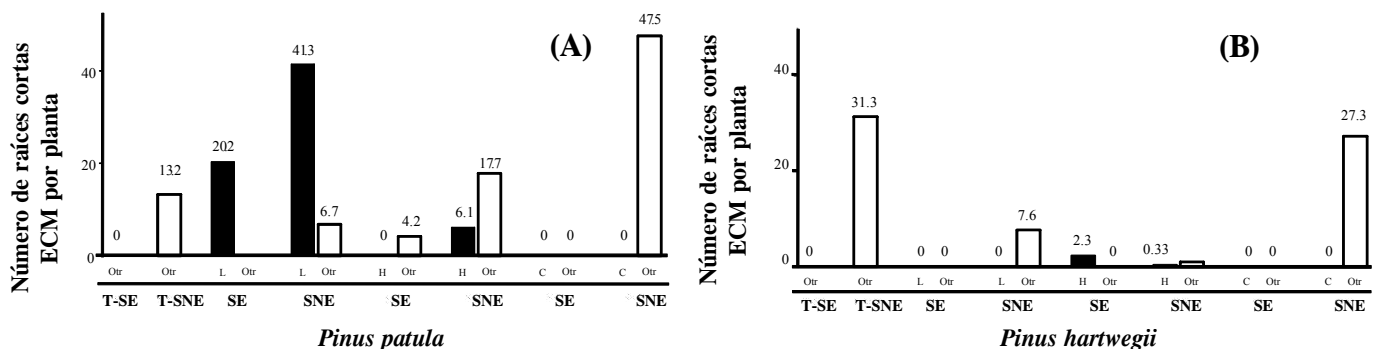 Número de raíces cortas
ECM por planta
(A)
47.5
413
40
202
20
17.7
13.2
6.7
6.1
4.2
0 0 0 0 0
0
Otr Otr L Otr L Otr H Otr H Otr C Otr C Otr
T-SE T-SNE SE SNE SE SNE SE SNE
Pinus patula
Número de raíces cortas
ECM por planta
(B)
40
31.3
27.3
20
7.6
2.3
0.33
0 0 0 0 0 0 0 0
0
Otr Otr L Otr L Otr H Otr H Otr C Otr C Otr
T-SE T-SNE SE SNE SE SNE SE SNE
Pinus hartwegii